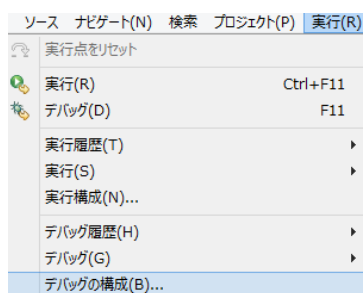 ソース ナビゲート(N) 検索 プロジェクト(P) 実行(R)
実行点をリセット
実行(R) Ctrl+F11
デバッグ(D) F11
実行履歴(T)
実行(S)
実行構成(N)...
デバッグ履歴(H)
デバッグ(G)
デバッグの構成(B)...